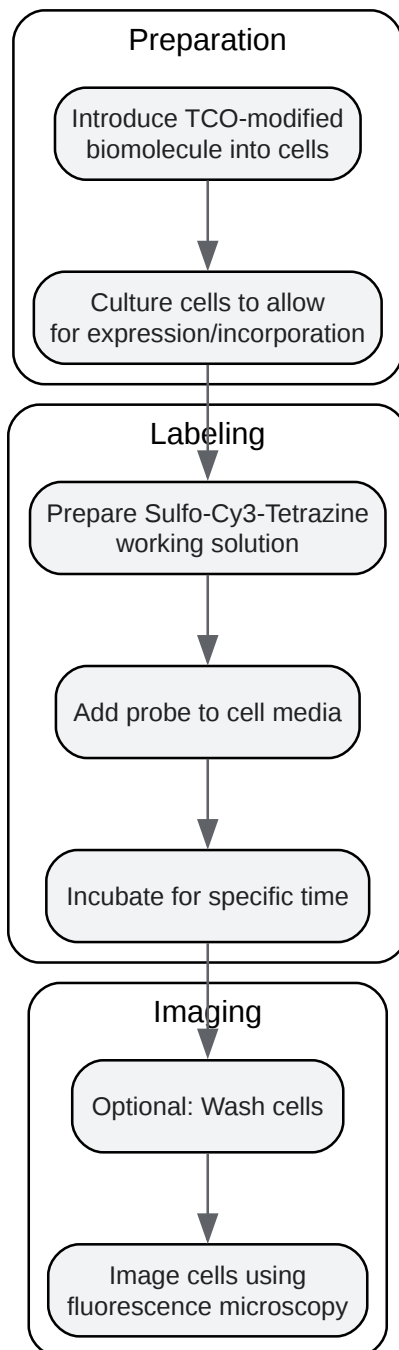 Preparation
Introduce TCO-modified
biomolecule into cells
Culture cells to allow
for expression/incorporation
Labeling
Prepare Sulfo-Cy3-Tetrazine
working solution
Add probe to cell media
Incubate for specific time
Imaging
Optional: Wash cells
Image cells using
fluorescence microscopy